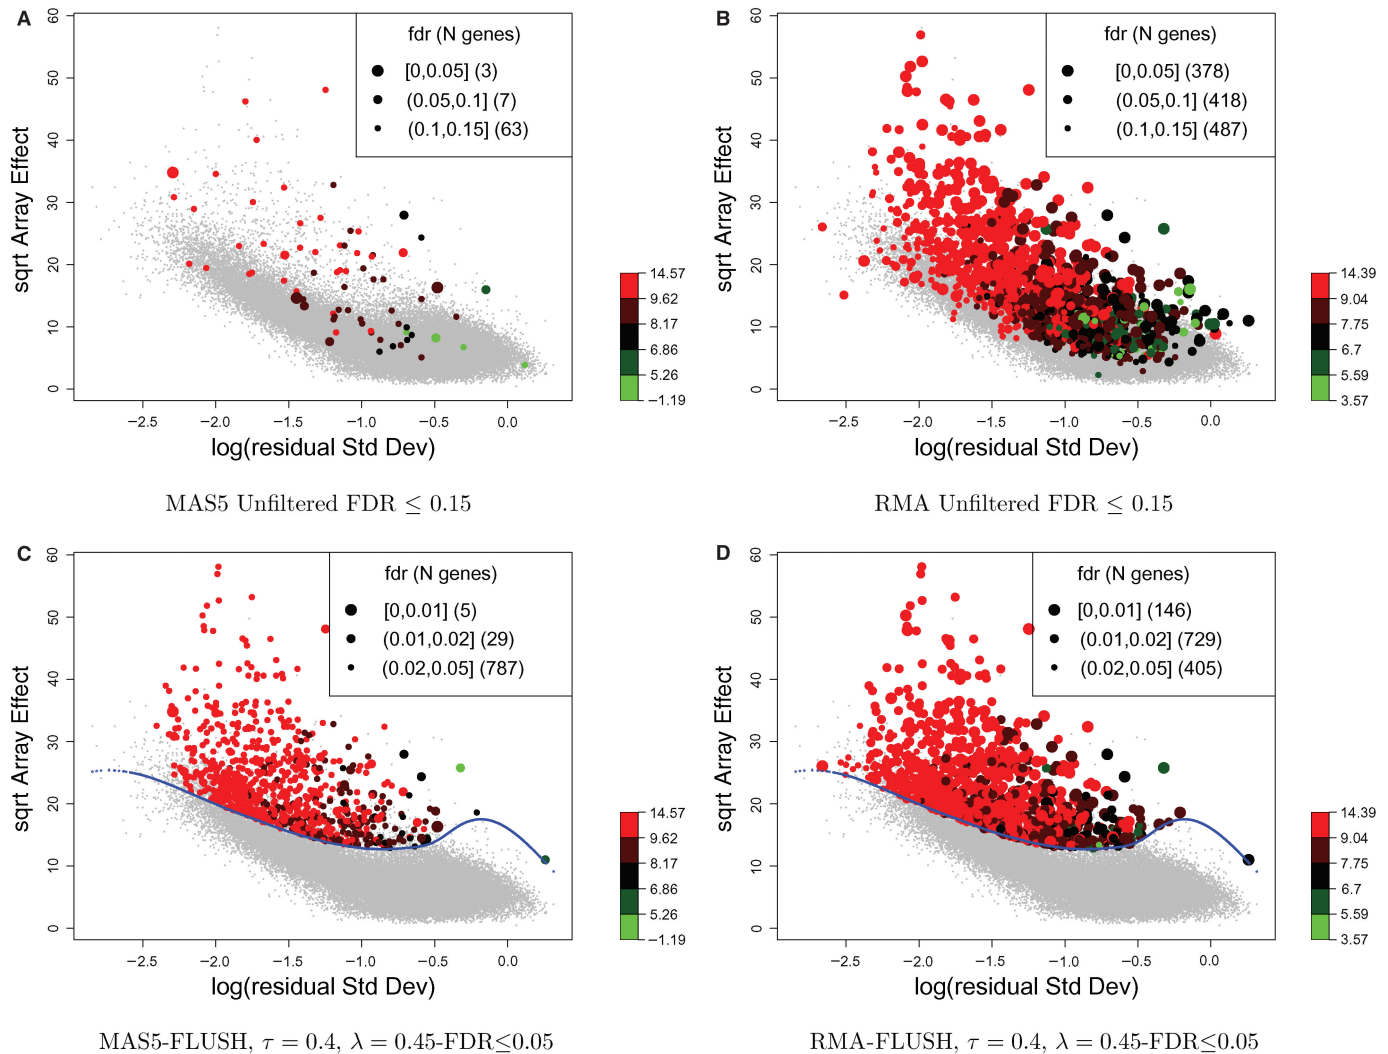 A
sqrt Array Effect
60
50
40
30
20
10
0
fdr (N genes)
[0,0.05] (3)
(0.05,0.1] (7)
(0.1,0.15] (63)
14.57
9.62
8.17
6.86
5.26
−1.19
−2.5 −2.0 −1.5 −1.0 −0.5 0.0
log(residual Std Dev)
MAS5 Unfiltered FDR ≤ 0.15
B
sqrt Array Effect
60
50
40
30
20
10
0
fdr (N genes)
[0,0.05] (378)
(0.05,0.1] (418)
(0.1,0.15] (487)
14.39
9.04
7.75
6.7
5.59
3.57
−2.5 −2.0 −1.5 −1.0 −0.5 0.0
log(residual Std Dev)
RMA Unfiltered FDR ≤ 0.15
C
sqrt Array Effect
60
50
40
30
20
10
0
fdr (N genes)
[0,0.01] (5)
(0.01,0.02] (29)
(0.02,0.05] (787)
14.57
9.62
8.17
6.86
5.26
−1.19
−2.5 −2.0 −1.5 −1.0 −0.5 0.0
log(residual Std Dev)
MAS5-FLUSH, τ = 0.4, λ = 0.45-FDR≤0.05
D
sqrt Array Effect
60
50
40
30
20
10
0
fdr (N genes)
[0,0.01] (146)
(0.01,0.02] (729)
(0.02,0.05] (405)
14.39
9.04
7.75
6.7
5.59
3.57
−2.5 −2.0 −1.5 −1.0 −0.5 0.0
log(residual Std Dev)
RMA-FLUSH, τ = 0.4, λ = 0.45-FDR≤0.05